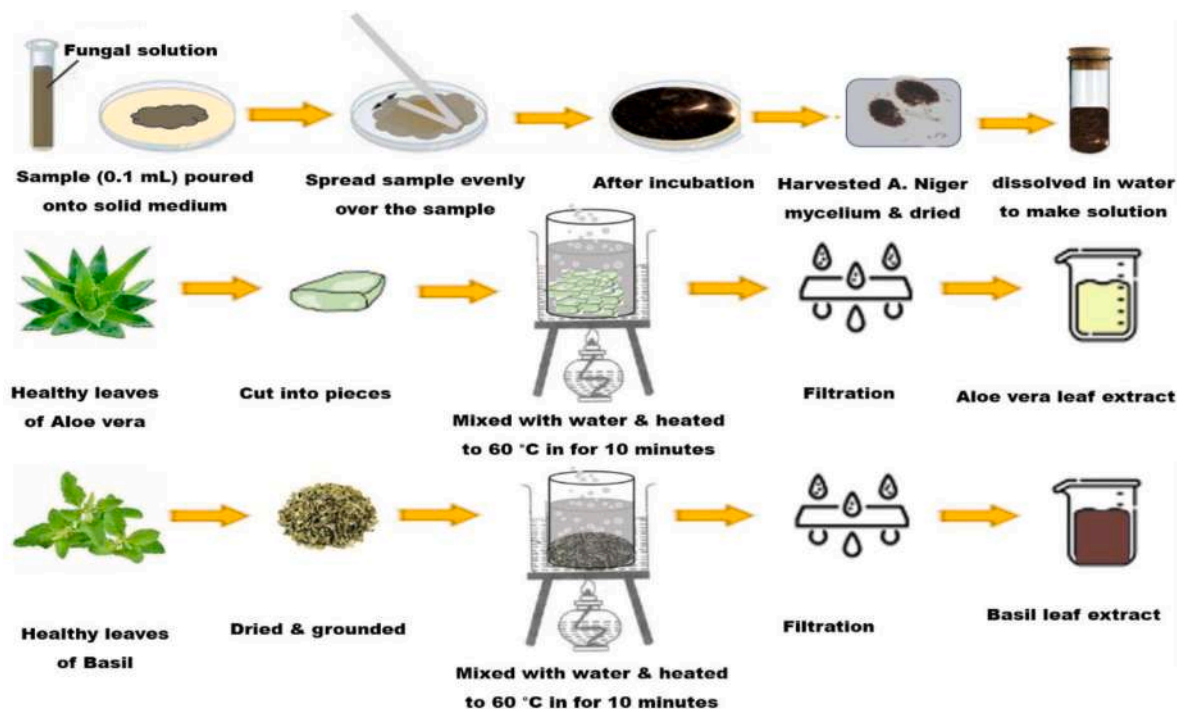 Fungal solution
Sample (0.1 mL) poured
onto solid medium
Spread sample evenly
over the sample
After incubation
Harvested A. Niger
mycelium & dried
dissolved in water
to make solution
Healthy leaves
of Aloe vera
Cut into pieces
Mixed with water & heated
to 60 °C in for 10 minutes
Filtration
Aloe vera leaf extract
Healthy leaves
of Basil
Dried & grounded
Mixed with water & heated
to 60 °C in for 10 minutes
Filtration
Basil leaf extract